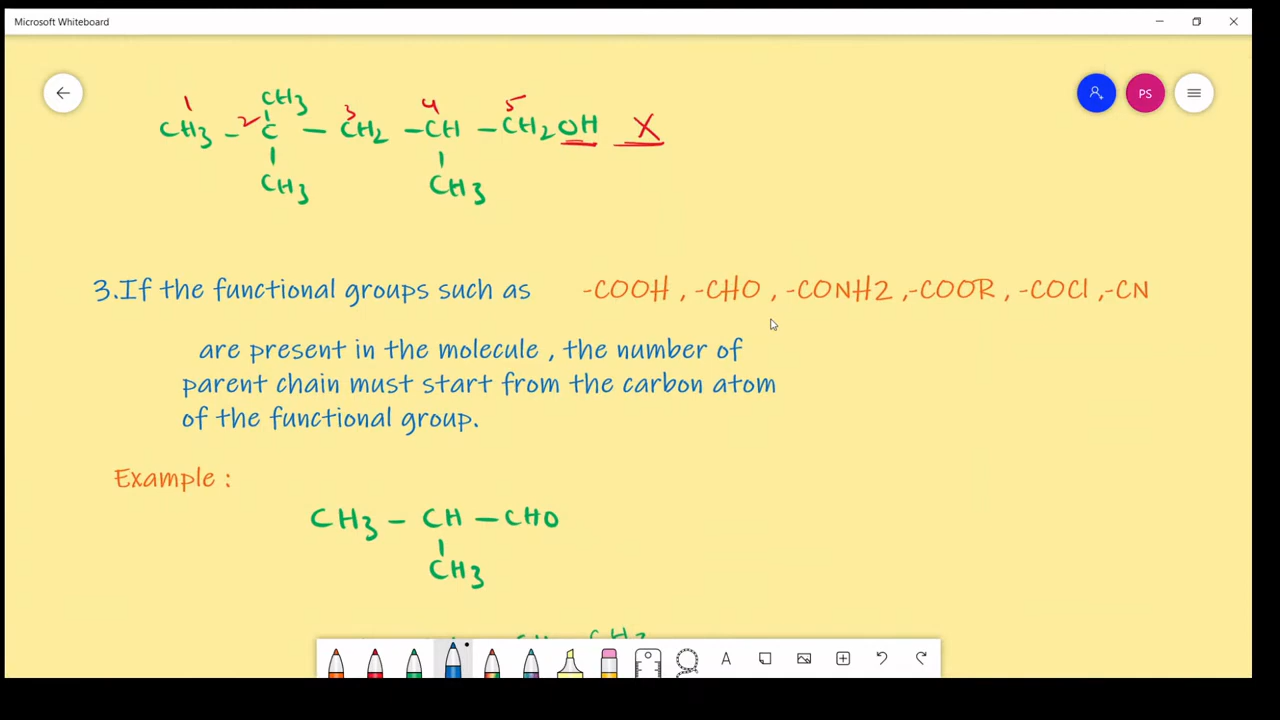 Microsoft Whiteboard
PS
1 2 3 4 5
CH3
CH3 - C - CH2 - CH - CH2OH X
CH3 CH3
3.If the functional groups such as -COOH , -CHO , -CONH2 ,-COOR , -COCl ,-CN
are present in the molecule , the number of
parent chain must start from the carbon atom
of the functional group.
Example :
CH3 - CH - CHO
CH3
A